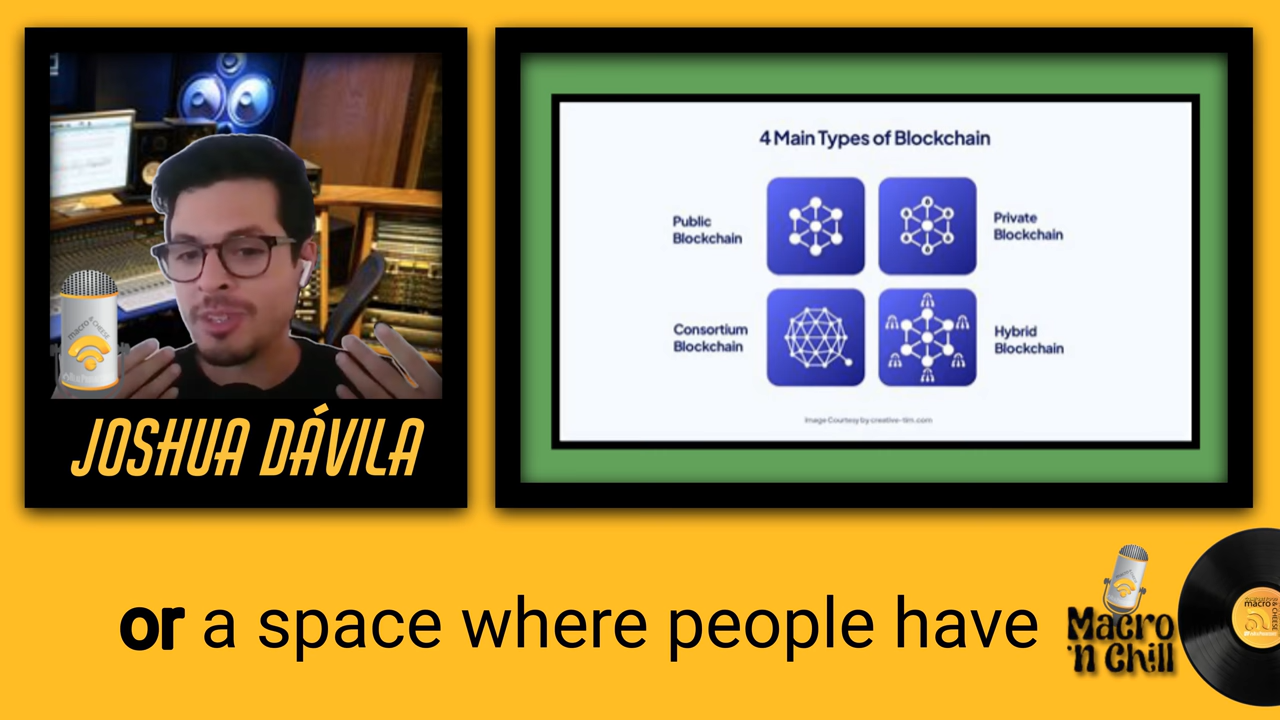 JOSHUA DÁVILA
4 Main Types of Blockchain
Public
Blockchain
Private
Blockchain
Consortium
Blockchain
Hybrid
Blockchain
Image Courtesy by creative-tim.com
or a space where people have
Macro
'n Chill
macro